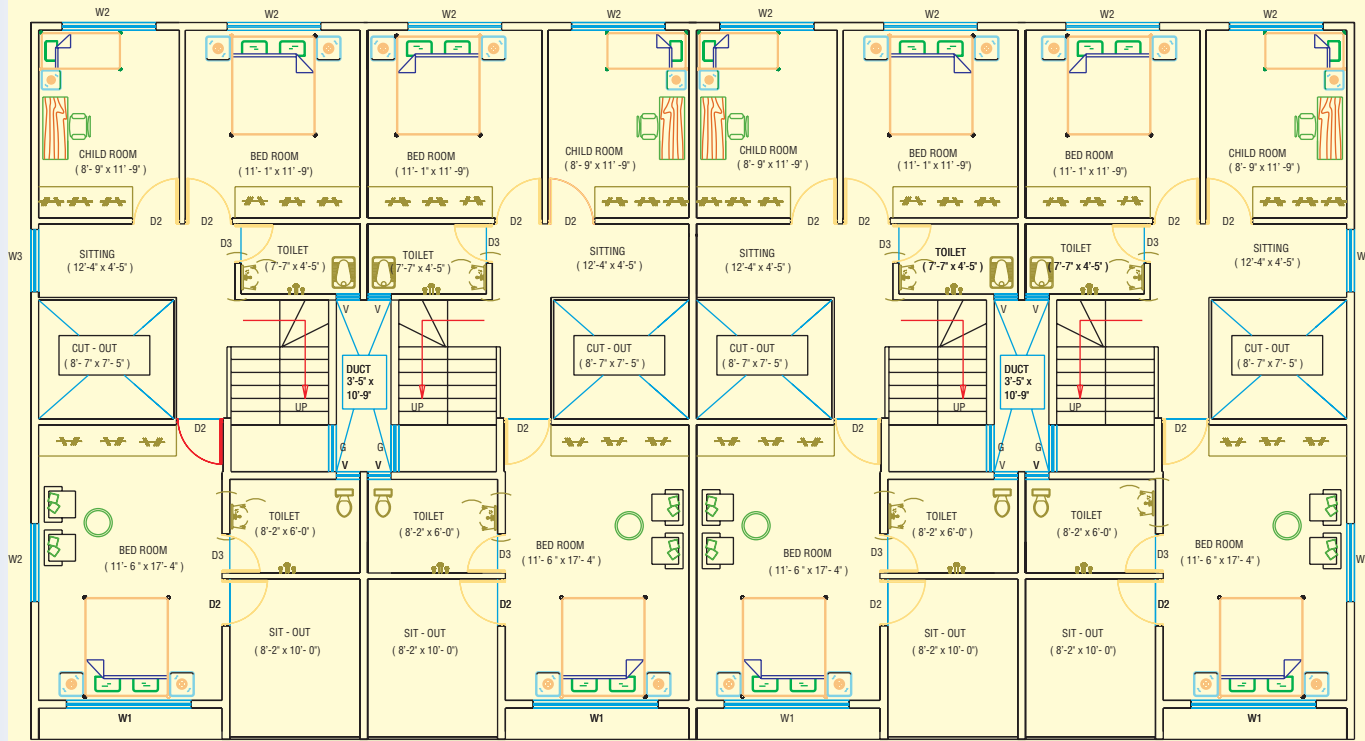 W2 W2 W2 W2 W2 W2 W2 W2
CHILD ROOM
( 8'- 9" x 11' -9")
BED ROOM
( 11'- 1" x 11' -9")
BED ROOM
( 11'- 1" x 11' -9")
CHILD ROOM
( 8'- 9" x 11' -9")
CHILD ROOM
( 8'- 9" x 11' -9")
BED ROOM
( 11'- 1" x 11' -9")
BED ROOM
( 11'- 1" x 11' -9")
CHILD ROOM
( 8'- 9" x 11' -9")
D2 D2 D2 D2 D2 D2 D2 D2
D3 D3 D3 D3
W3
SITTING
( 12'-4" x 4'-5")
TOILET
( 7'-7" x 4'-5" )
TOILET
( 7'-7" x 4'-5" )
SITTING
( 12'-4" x 4'-5")
SITTING
( 12'-4" x 4'-5")
TOILET
( 7'-7" x 4'-5" )
TOILET
( 7'-7" x 4'-5" )
SITTING
( 12'-4" x 4'-5")
W
V V V V
CUT - OUT
( 8'- 7" x 7'- 5" )
DUCT
3'-5" x
10'-9"
CUT - OUT
( 8'- 7" x 7'- 5" )
CUT - OUT
( 8'- 7" x 7'- 5" )
DUCT
3'-5" x
10'-9"
CUT - OUT
( 8'- 7" x 7'- 5" )
UP UP UP UP
D2 D2 D2 D2
G G G G
V V V V
TOILET
( 8'-2" x 6'-0" )
TOILET
( 8'-2" x 6'-0" )
TOILET
( 8'-2" x 6'-0" )
TOILET
( 8'-2" x 6'-0" )
W2
BED ROOM
( 11'- 6 " x 17'- 4" )
D3 D3
BED ROOM
( 11'- 6 " x 17'- 4" )
BED ROOM
( 11'- 6 " x 17'- 4" )
D3 D3
BED ROOM
( 11'- 6 " x 17'- 4" )
W
D2 D2 D2 D2
SIT - OUT
( 8'-2" x 10'- 0")
SIT - OUT
( 8'-2" x 10'- 0")
SIT - OUT
( 8'-2" x 10'- 0")
SIT - OUT
( 8'-2" x 10'- 0")
W1 W1 W1 W1